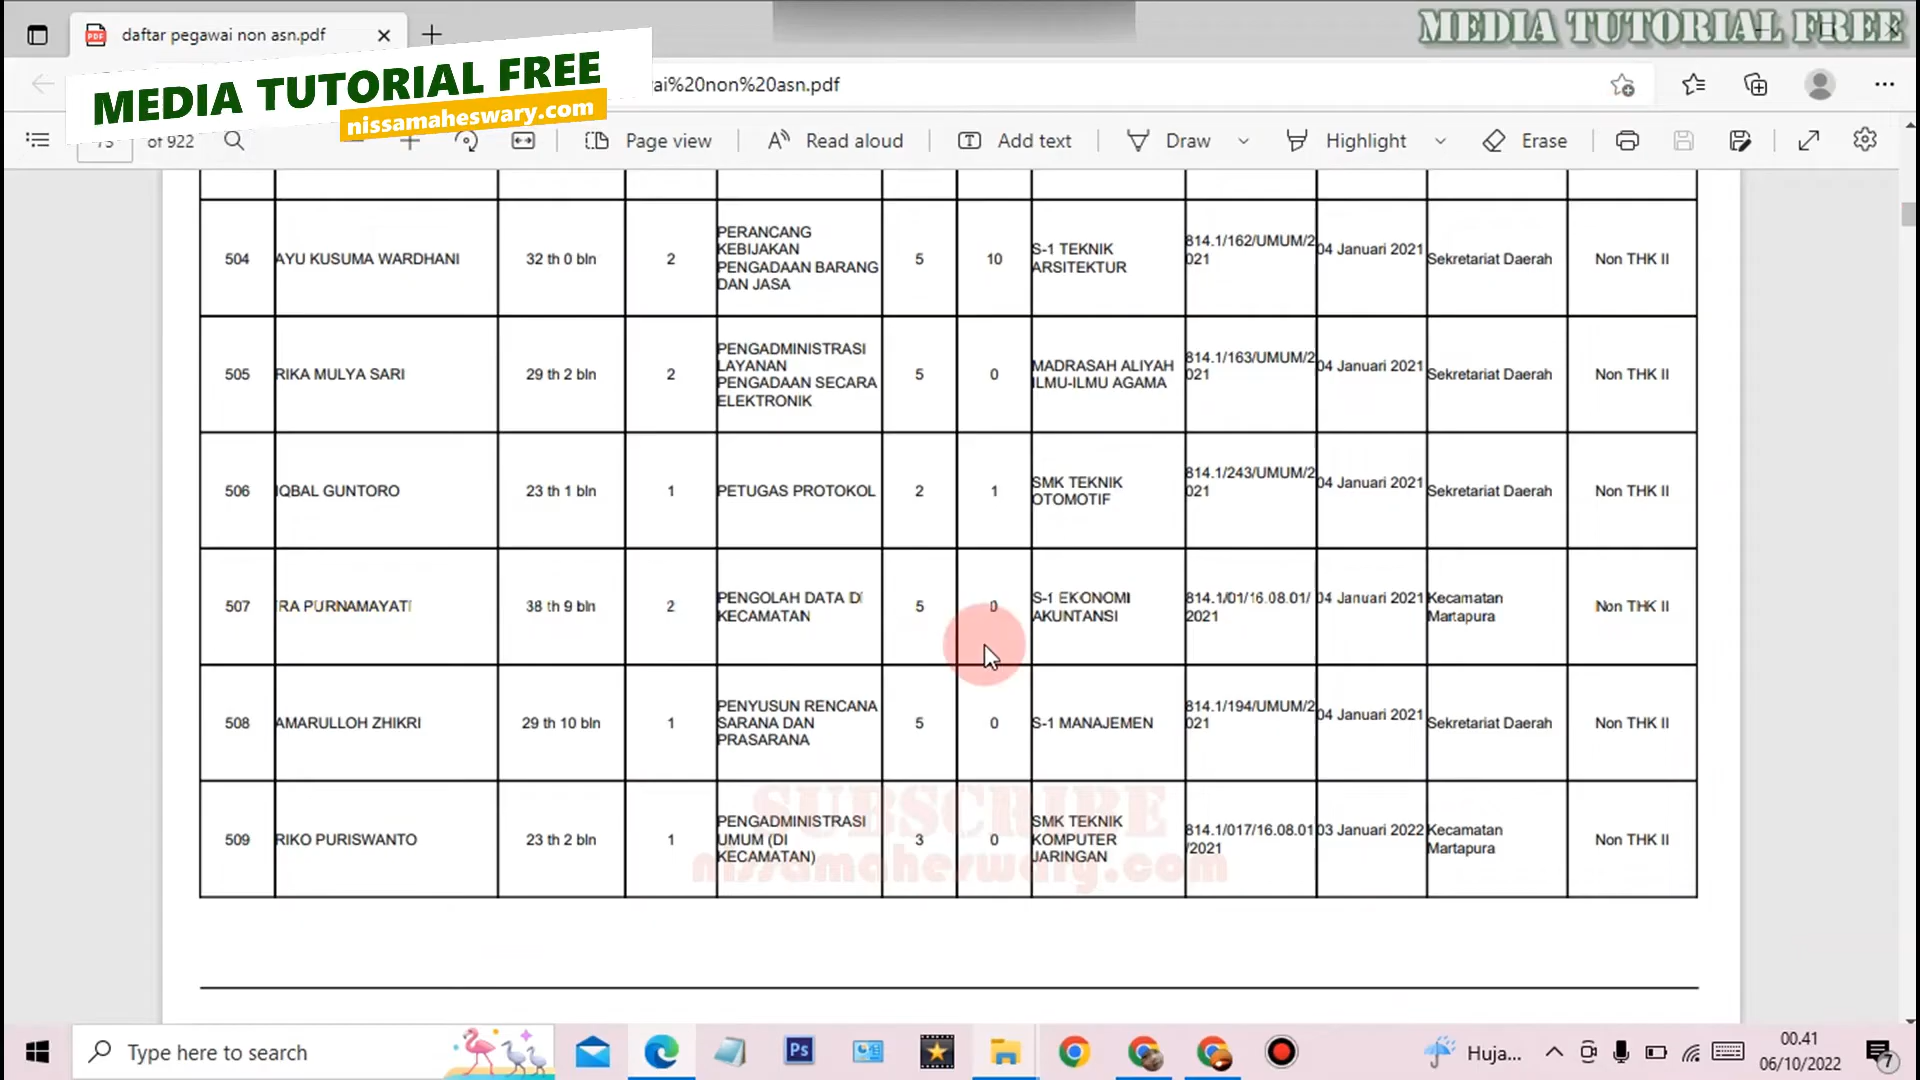 daftar pegawai non asn.pdf
MEDIA TUTORIAL FREE
MEDIA TUTORIAL FREE
nissamaheswary.com
ai%20non%20asn.pdf
of 922
Page view
Read aloud
Add text
Draw
Highlight
Erase
504 AYU KUSUMA WARDHANI 32 th 0 bln 2 PERANCANG KEBIJAKAN PENGADAAN BARANG DAN JASA 5 10 S-1 TEKNIK ARSITEKTUR 814.1/162/UMUM/2021 04 Januari 2021 Sekretariat Daerah Non THK II
505 RIKA MULYA SARI 29 th 2 bln 2 PENGADMINISTRASI LAYANAN PENGADAAN SECARA ELEKTRONIK 5 0 MADRASAH ALIYAH ILMU-ILMU AGAMA 814.1/163/UMUM/2021 04 Januari 2021 Sekretariat Daerah Non THK II
506 IQBAL GUNTORO 23 th 1 bln 1 PETUGAS PROTOKOL 2 1 SMK TEKNIK OTOMOTIF 814.1/243/UMUM/2021 04 Januari 2021 Sekretariat Daerah Non THK II
507 RA PURNAMAYATI 38 th 9 bln 2 PENGOLAH DATA DI KECAMATAN 5 0 S-1 EKONOMI AKUNTANSI 814.1/01/16.08.01/2021 04 Januari 2021 Kecamatan Martapura Non THK II
508 AMARULLOH ZHIKRI 29 th 10 bln 1 PENYUSUN RENCANA SARANA DAN PRASARANA 5 0 S-1 MANAJEMEN 814.1/194/UMUM/2021 04 Januari 2021 Sekretariat Daerah Non THK II
509 RIKO PURISWANTO 23 th 2 bln 1 PENGADMINISTRASI UMUM (DI KECAMATAN) 3 0 SMK TEKNIK KOMPUTER JARINGAN 814.1/017/16.08.01/2021 03 Januari 2022 Kecamatan Martapura Non THK II
SUBSCRIBE
nissamaheswary.com
Type here to search
Ps
Huja...
00.41
06/10/2022
7